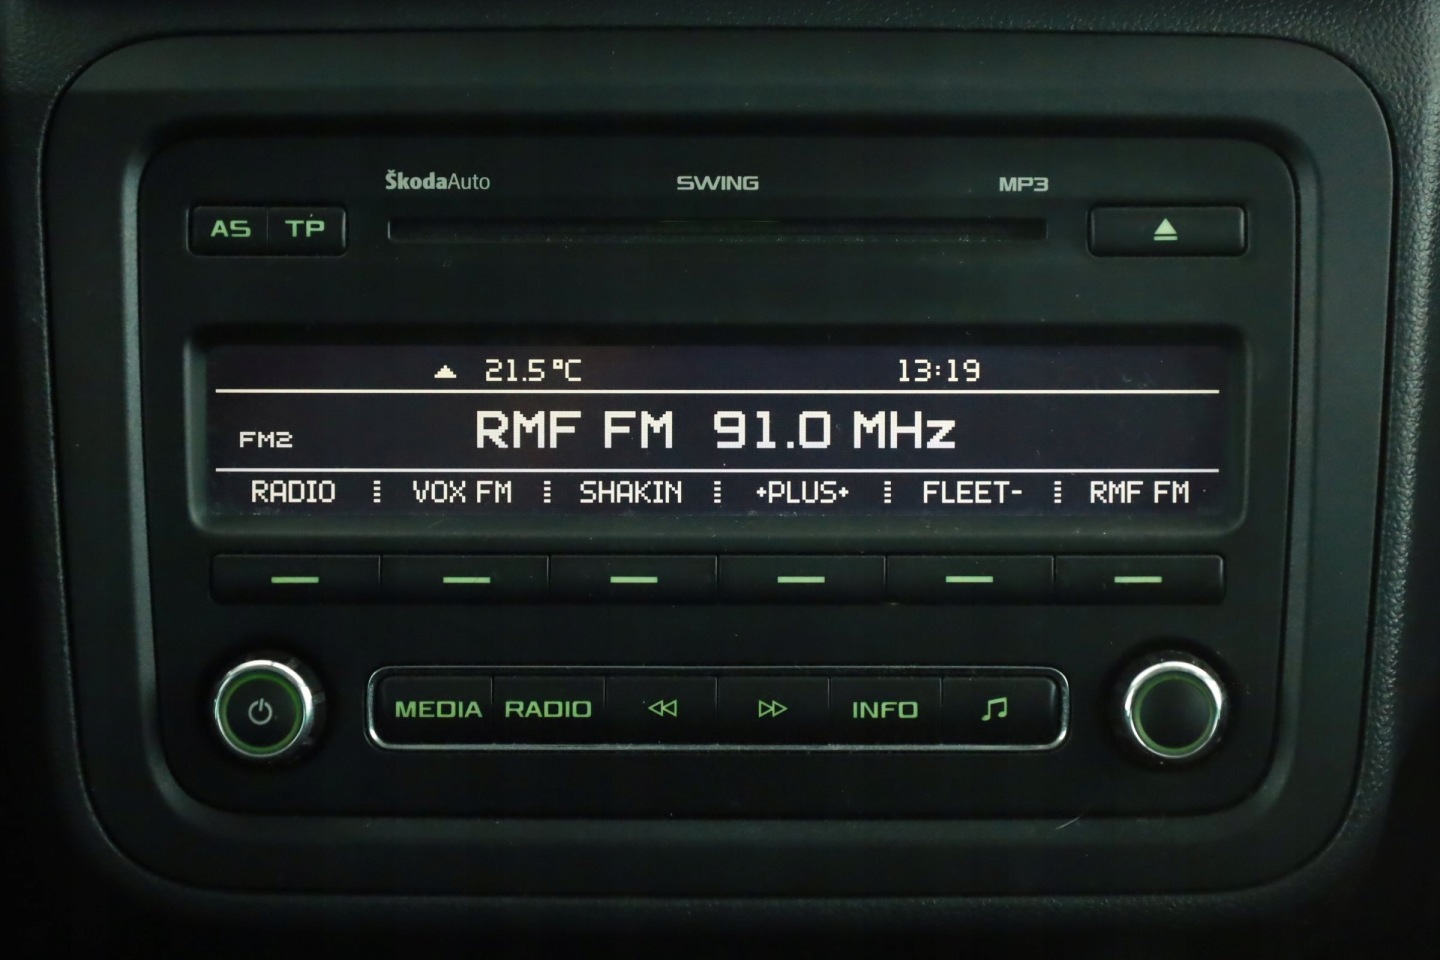 ŠkodaAuto SWING MP3
AS TP
21.5°C 13:19
FM2 RMF FM 91.0 MHz
RADIO VOX FM SHAKIN +PLUS+ FLEET- RMF FM
MEDIA RADIO INFO